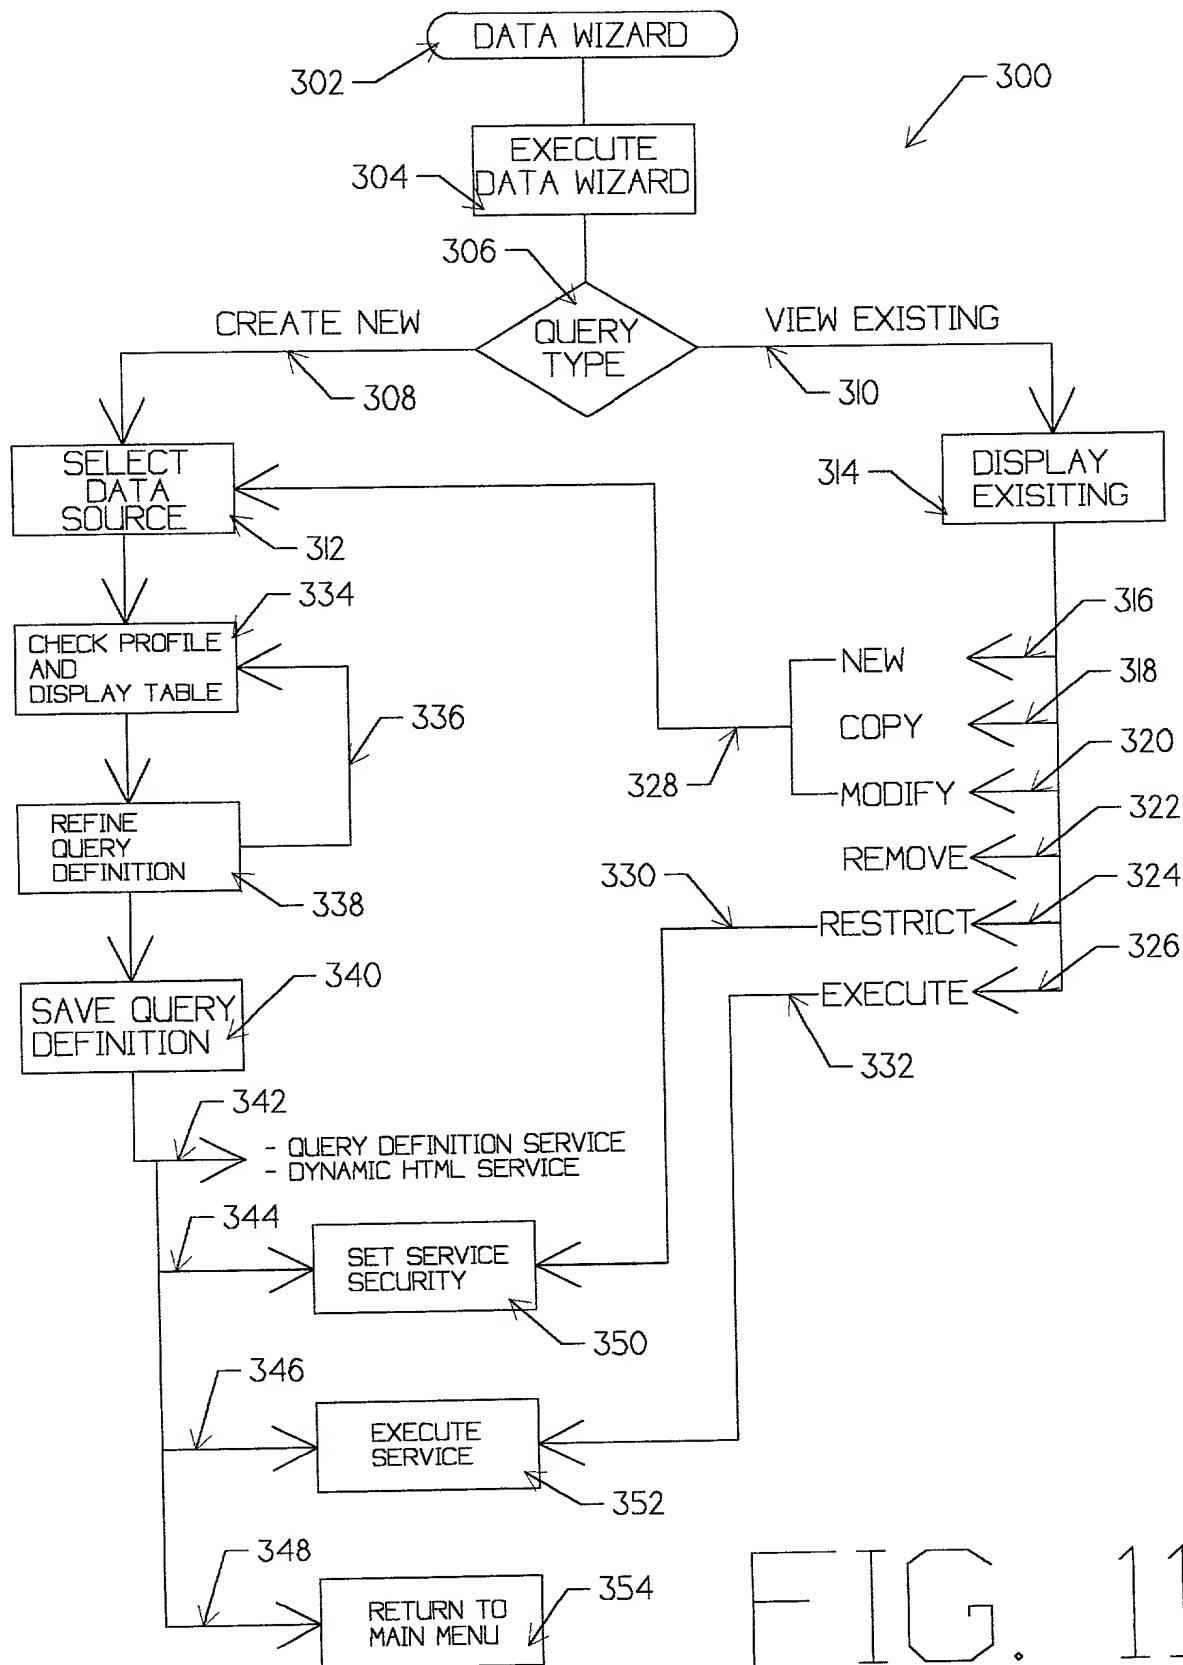 DATA WIZARD
302
300
EXECUTE
DATA WIZARD
304
306
CREATE NEW
QUERY
TYPE
VIEW EXISTING
308
310
SELECT
DATA
SOURCE
312
314
DISPLAY
EXISITING
334
CHECK PROFILE
AND
DISPLAY TABLE
336
316
NEW
318
COPY
320
MODIFY
328
322
REMOVE
REFINE
QUERY
DEFINITION
338
330
324
RESTRICT
326
EXECUTE
332
340
SAVE QUERY
DEFINITION
342
- QUERY DEFINITION SERVICE
- DYNAMIC HTML SERVICE
344
SET SERVICE
SECURITY
350
346
EXECUTE
SERVICE
352
348
RETURN TO
MAIN MENU
354
FIG. 11